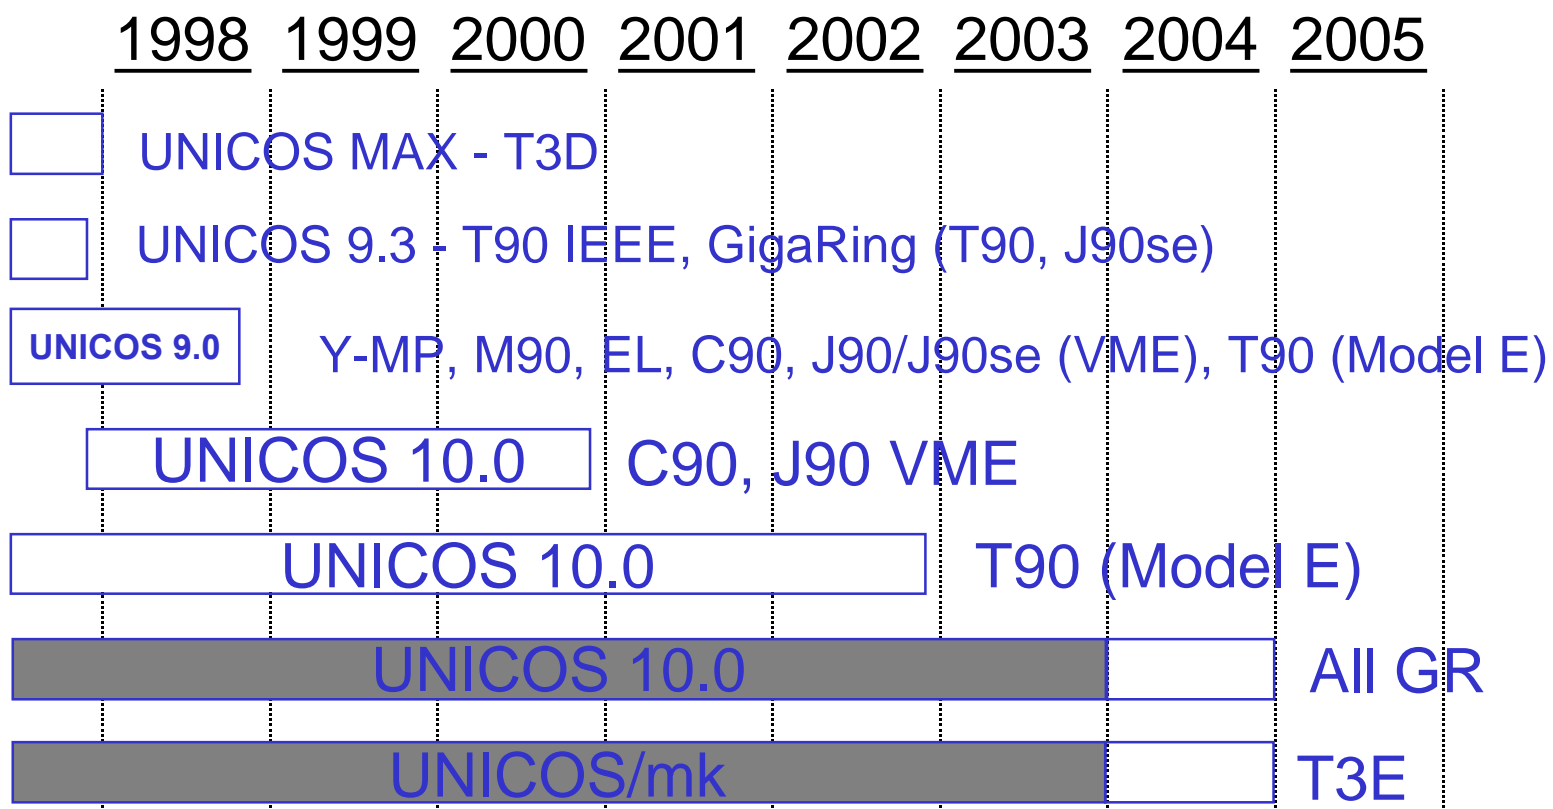 1998 1999 2000 2001 2002 2003 2004 2005
UNICOS MAX - T3D
UNICOS 9.3 - T90 IEEE, GigaRing (T90, J90se)
UNICOS 9.0 Y-MP, M90, EL, C90, J90/J90se (VME), T90 (Model E)
UNICOS 10.0 C90, J90 VME
UNICOS 10.0 T90 (Model E)
UNICOS 10.0 All GR
UNICOS/mk T3E